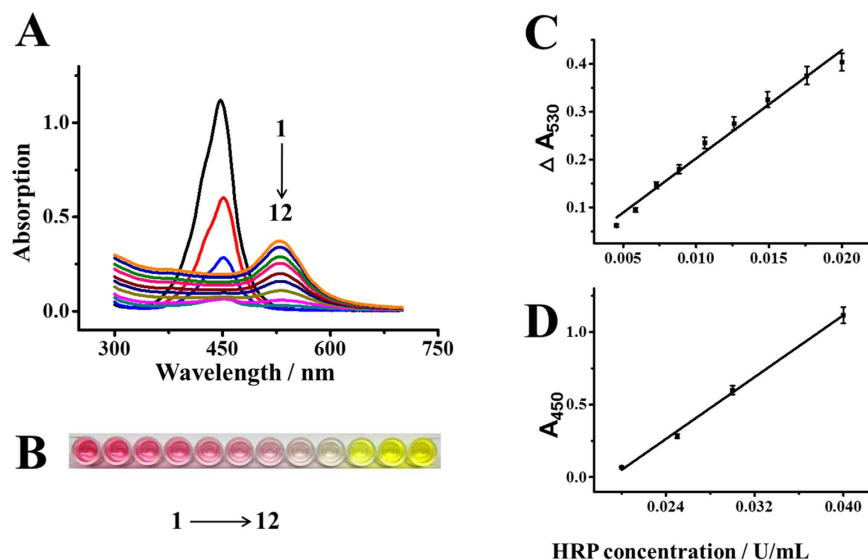 A
1.0
0.5
0.0
Absorption
1
12
300
450
600
750
Wavelength / nm
B
1
12
C
0.4
0.3
0.2
0.1
△ A530
0.005
0.010
0.015
0.020
D
1.0
0.5
0.0
A450
0.024
0.032
0.040
HRP concentration / U/mL